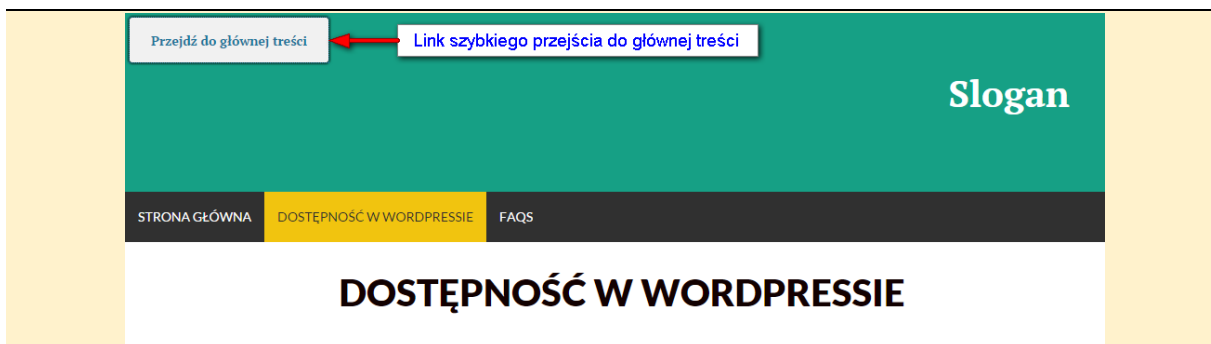 Przejdź do głównej treści
Link szybkiego przejścia do głównej treści
Slogan
STRONA GŁÓWNA DOSTĘPNOŚĆ W WORDPRESSIE FAQS
DOSTĘPNOŚĆ W WORDPRESSIE